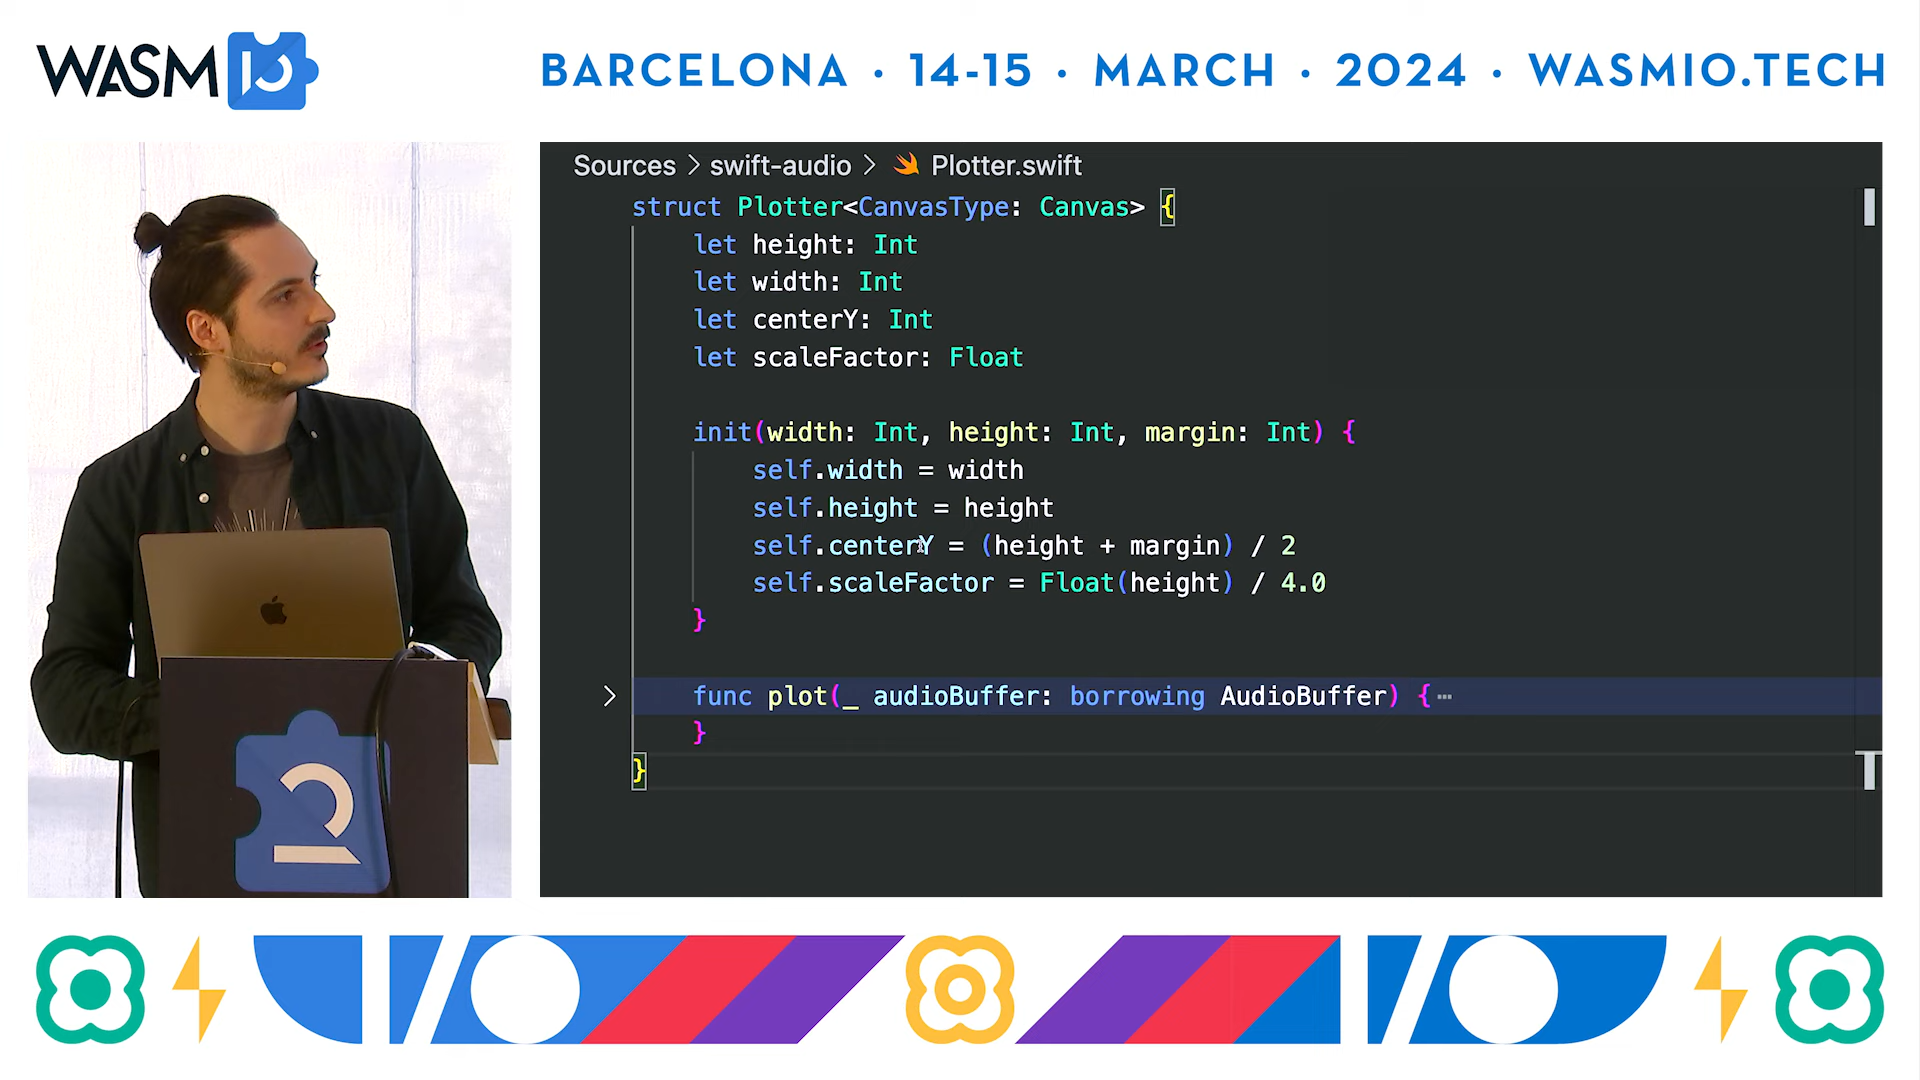 WASM IO
BARCELONA · 14-15 · MARCH · 2024 · WASMIO.TECH
Sources > swift-audio > Plotter.swift
struct Plotter<CanvasType: Canvas> {
let height: Int
let width: Int
let centerY: Int
let scaleFactor: Float
init(width: Int, height: Int, margin: Int) {
self.width = width
self.height = height
self.centerY = (height + margin) / 2
self.scaleFactor = Float(height) / 4.0
}
func plot(_ audioBuffer: borrowing AudioBuffer) {⋯
}
}